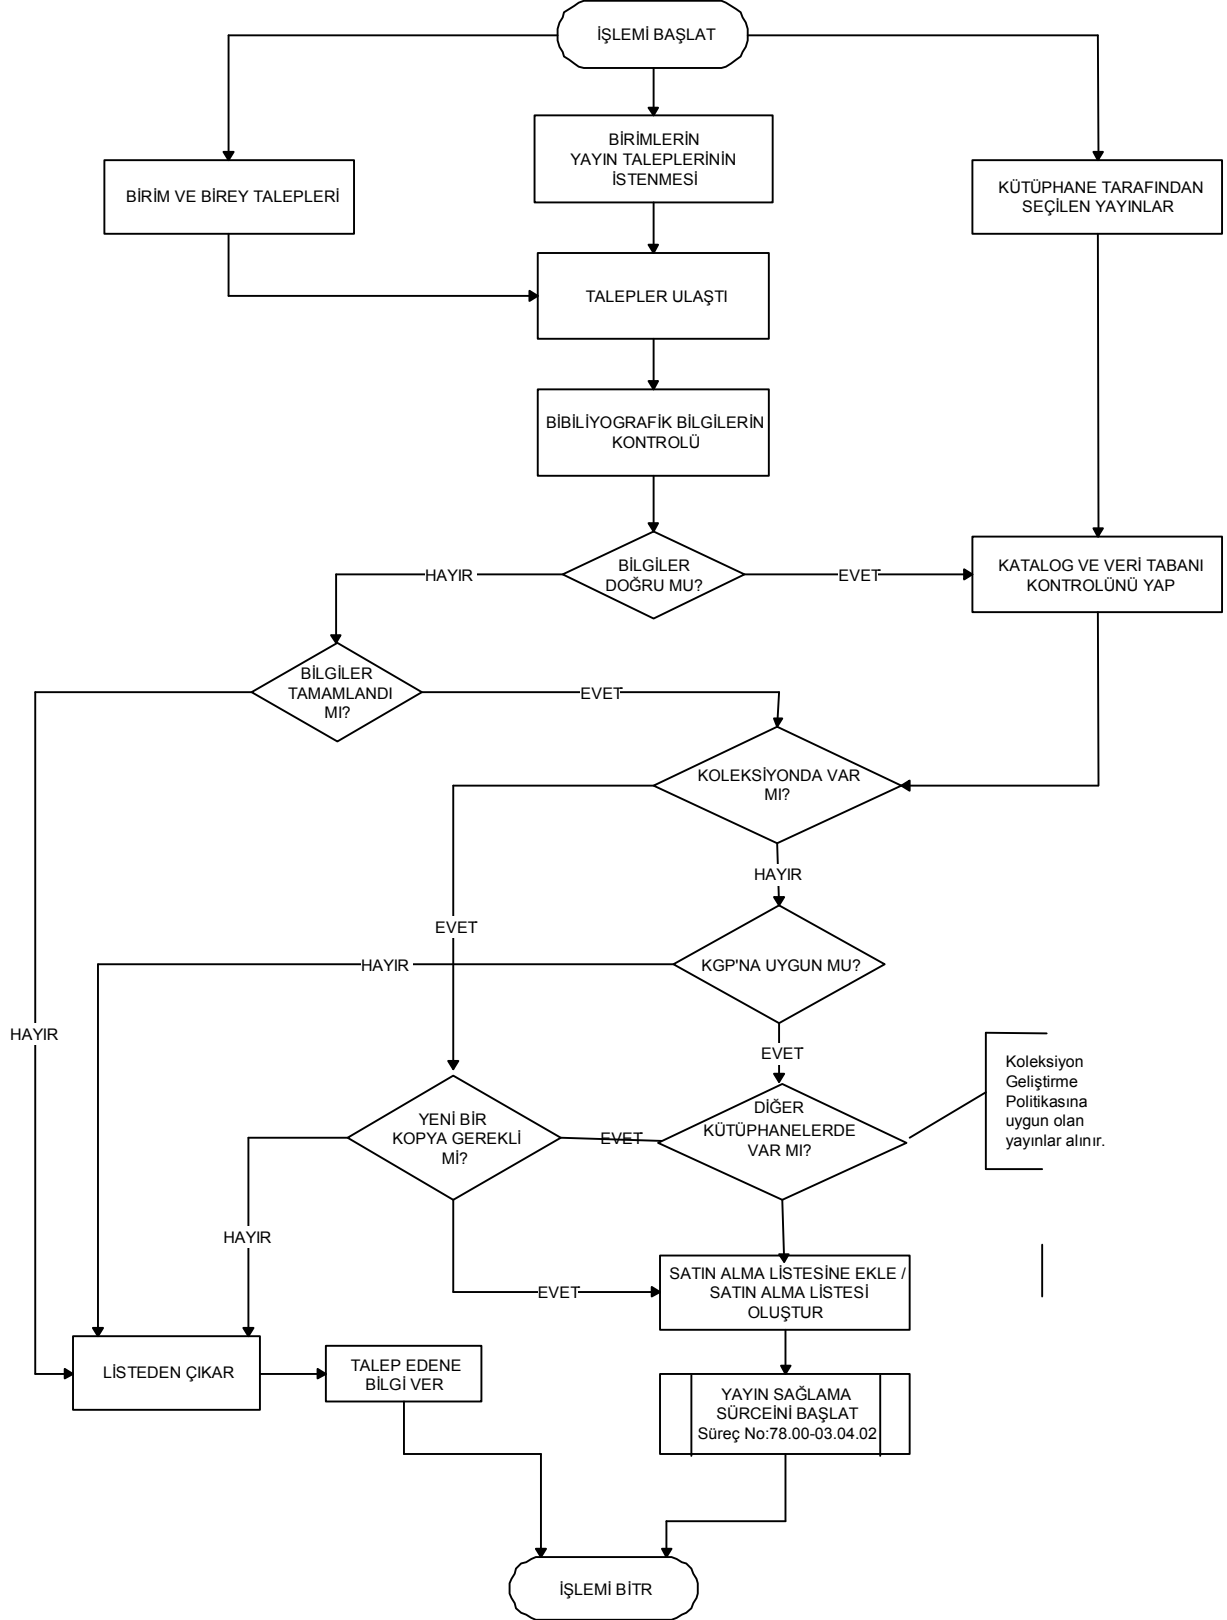 İŞLEMİ BAŞLAT
BİRİMLERİN
YAYIN TALEPLERİNİN
İSTENMESİ
BİRİM VE BİREY TALEPLERİ
KÜTÜPHANE TARAFINDAN
SEÇİLEN YAYINLAR
TALEPLER ULAŞTI
BİBİLİYOGRAFİK BİLGİLERİN
KONTROLÜ
BİLGİLER
DOĞRU MU?
HAYIR
EVET
KATALOG VE VERİ TABANI
KONTROLÜNÜ YAP
BİLGİLER
TAMAMLANDI
MI?
EVET
KOLEKSİYONDA VAR
MI?
HAYIR
EVET
KGP'NA UYGUN MU?
HAYIR
HAYIR
EVET
Koleksiyon
Geliştirme
Politikasına
uygun olan
yayınlar alınır.
DİĞER
KÜTÜPHANELERDE
VAR MI?
YENİ BİR
KOPYA GEREKLİ
Mİ?
EVET
HAYIR
SATIN ALMA LİSTESİNE EKLE /
SATIN ALMA LİSTESİ
OLUŞTUR
EVET
LİSTEDEN ÇIKAR
TALEP EDENE
BİLGİ VER
YAYIN SAĞLAMA
SÜRCEİNİ BAŞLAT
Süreç No:78.00-03.04.02
İŞLEMİ BİTR